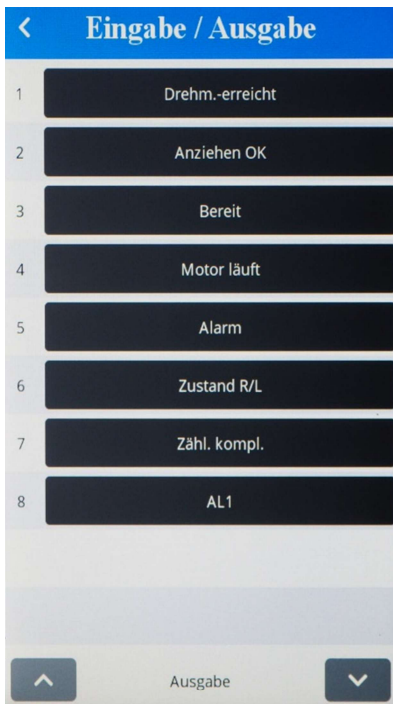 Eingabe / Ausgabe
1 Drehm.-erreicht
2 Anziehen OK
3 Bereit
4 Motor läuft
5 Alarm
6 Zustand R/L
7 Zähl. kompl.
8 AL1
Ausgabe